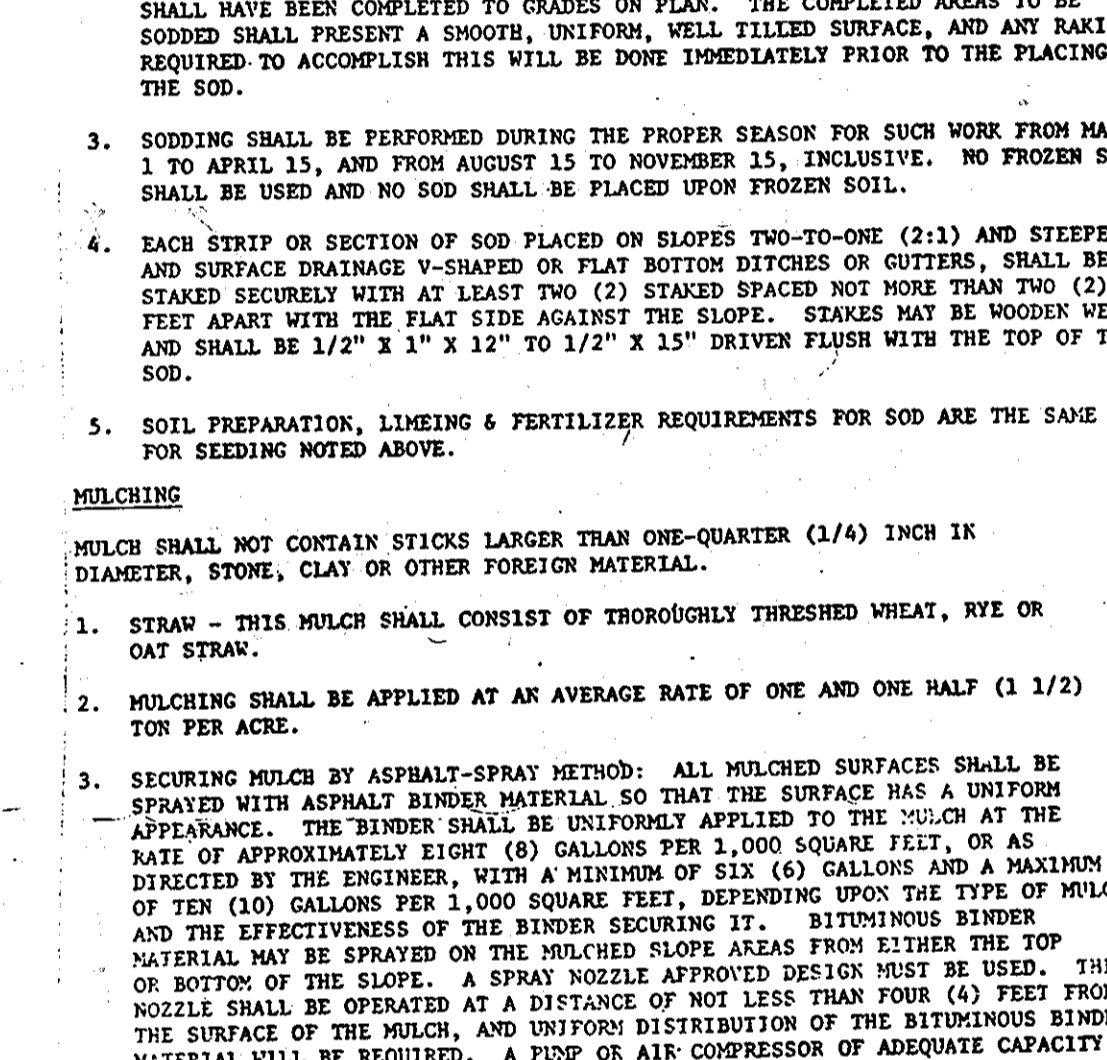 SHALL HAVE BEEN COMPLETED TO GRADES ON PLAN. THE COMPLETED AREAS TO BE
SODDED SHALL PRESENT A SMOOTH, UNIFORM, WELL TILLED SURFACE, AND ANY RAKI
REQUIRED TO ACCOMPLISH THIS WILL BE DONE IMMEDIATELY PRIOR TO THE PLACING
THE SOD.
3. SODDING SHALL BE PERFORMED DURING THE PROPER SEASON FOR SUCH WORK FROM MA
1 TO APRIL 15, AND FROM AUGUST 15 TO NOVEMBER 15, INCLUSIVE. NO FROZEN S
SHALL BE USED AND NO SOD SHALL BE PLACED UPON FROZEN SOIL.
4. EACH STRIP OR SECTION OF SOD PLACED ON SLOPES TWO-TO-ONE (2:1) AND STEEPE
AND SURFACE DRAINAGE V-SHAPED OR FLAT BOTTOM DITCHES OR GUTTERS, SHALL BE
STAKED SECURELY WITH AT LEAST TWO (2) STAKED SPACED NOT MORE THAN TWO (2)
FEET APART WITH THE FLAT SIDE AGAINST THE SLOPE. STAKES MAY BE WOODEN WE
AND SHALL BE 1/2" X 1" X 12" TO 1/2" X 15" DRIVEN FLUSH WITH THE TOP OF T
SOD.
5. SOIL PREPARATION, LIMEING & FERTILIZER REQUIREMENTS FOR SOD ARE THE SAME
FOR SEEDING NOTED ABOVE.
MULCHING
MULCH SHALL NOT CONTAIN STICKS LARGER THAN ONE-QUARTER (1/4) INCH IN
DIAMETER, STONE, CLAY OR OTHER FOREIGN MATERIAL.
1. STRAW - THIS MULCH SHALL CONSIST OF THOROUGHLY THRESHED WHEAT, RYE OR
OAT STRAW.
2. MULCHING SHALL BE APPLIED AT AN AVERAGE RATE OF ONE AND ONE HALF (1 1/2)
TON PER ACRE.
3. SECURING MULCH BY ASPHALT-SPRAY METHOD: ALL MULCHED SURFACES SHALL BE
SPRAYED WITH ASPHALT BINDER MATERIAL SO THAT THE SURFACE HAS A UNIFORM
APPEARANCE. THE BINDER SHALL BE UNIFORMLY APPLIED TO THE MULCH AT THE
RATE OF APPROXIMATELY EIGHT (8) GALLONS PER 1,000 SQUARE FEET, OR AS
DIRECTED BY THE ENGINEER, WITH A MINIMUM OF SIX (6) GALLONS AND A MAXIMUM
OF TEN (10) GALLONS PER 1,000 SQUARE FEET, DEPENDING UPON THE TYPE OF MULC
AND THE EFFECTIVENESS OF THE BINDER SECURING IT. BITUMINOUS BINDER
MATERIAL MAY BE SPRAYED ON THE MULCHED SLOPE AREAS FROM EITHER THE TOP
OR BOTTOM OF THE SLOPE. A SPRAY NOZZLE APPROVED DESIGN MUST BE USED. THE
NOZZLE SHALL BE OPERATED AT A DISTANCE OF NOT LESS THAN FOUR (4) FEET FROM
THE SURFACE OF THE MULCH, AND UNIFORM DISTRIBUTION OF THE BITUMINOUS BINDE
MATERIAL WILL BE REQUIRED. A PUMP OR AIR COMPRESSOR OF ADEQUATE CAPACITY